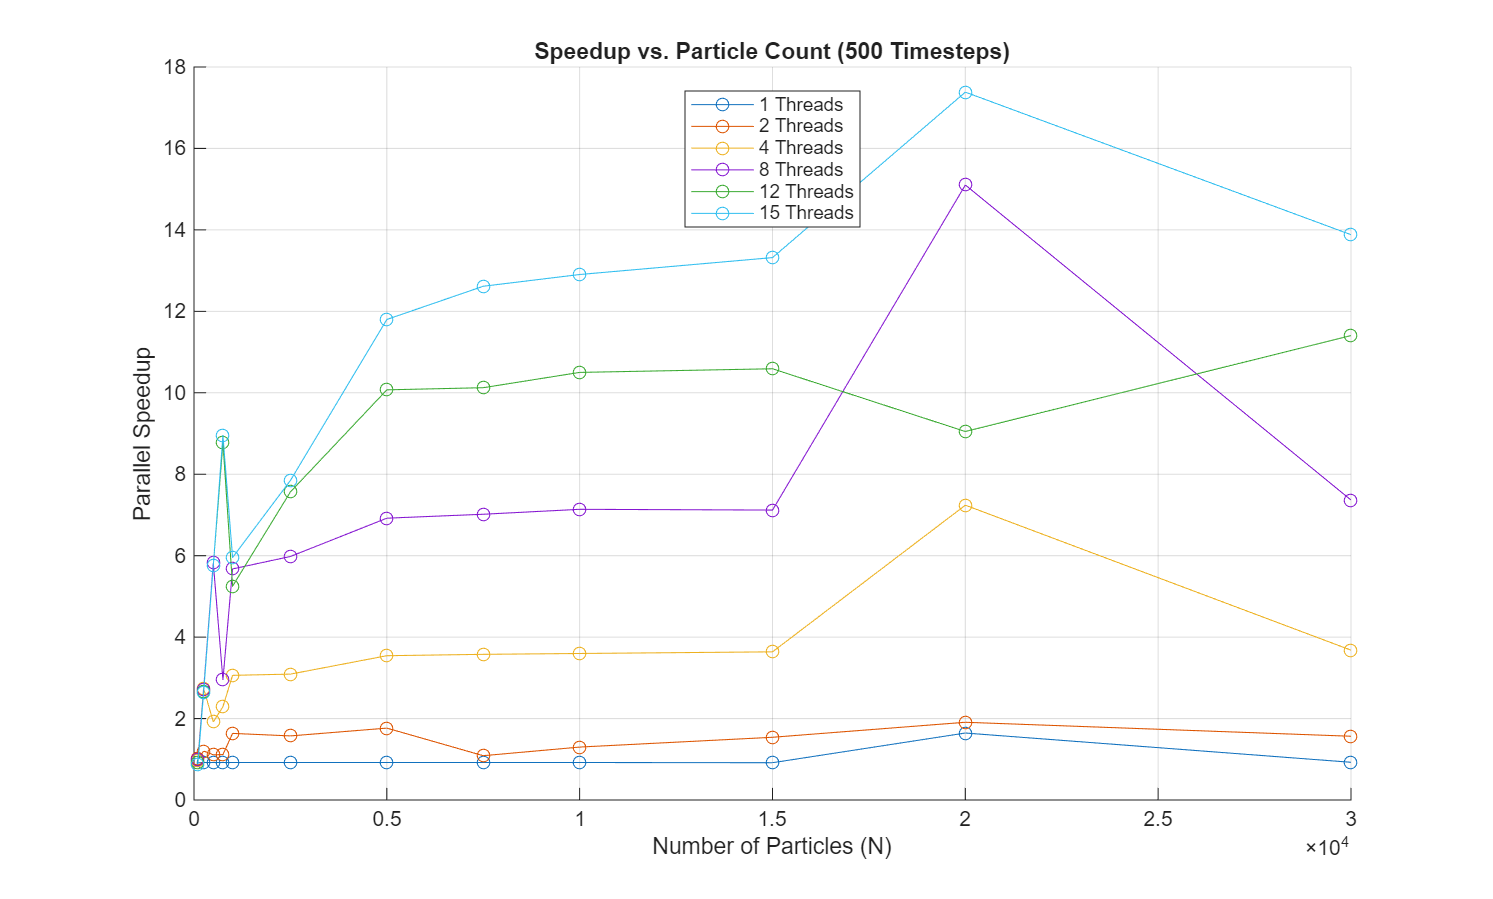 Speedup vs. Particle Count (500 Timesteps)
18
16
14
12
10
8
6
4
2
0
Parallel Speedup
1 Threads
2 Threads
4 Threads
8 Threads
12 Threads
15 Threads
0 0.5 1 1.5 2 2.5 3
×10⁴
Number of Particles (N)